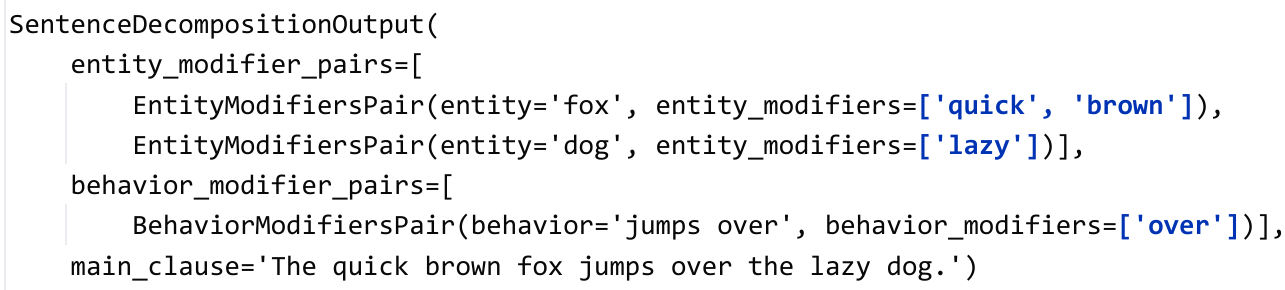 SentenceDecompositionOutput(
    entity_modifier_pairs=[
        EntityModifiersPair(entity='fox', entity_modifiers=['quick', 'brown']),
        EntityModifiersPair(entity='dog', entity_modifiers=['lazy'])],
    behavior_modifier_pairs=[
        BehaviorModifiersPair(behavior='jumps over', behavior_modifiers=['over'])],
    main_clause='The quick brown fox jumps over the lazy dog.')